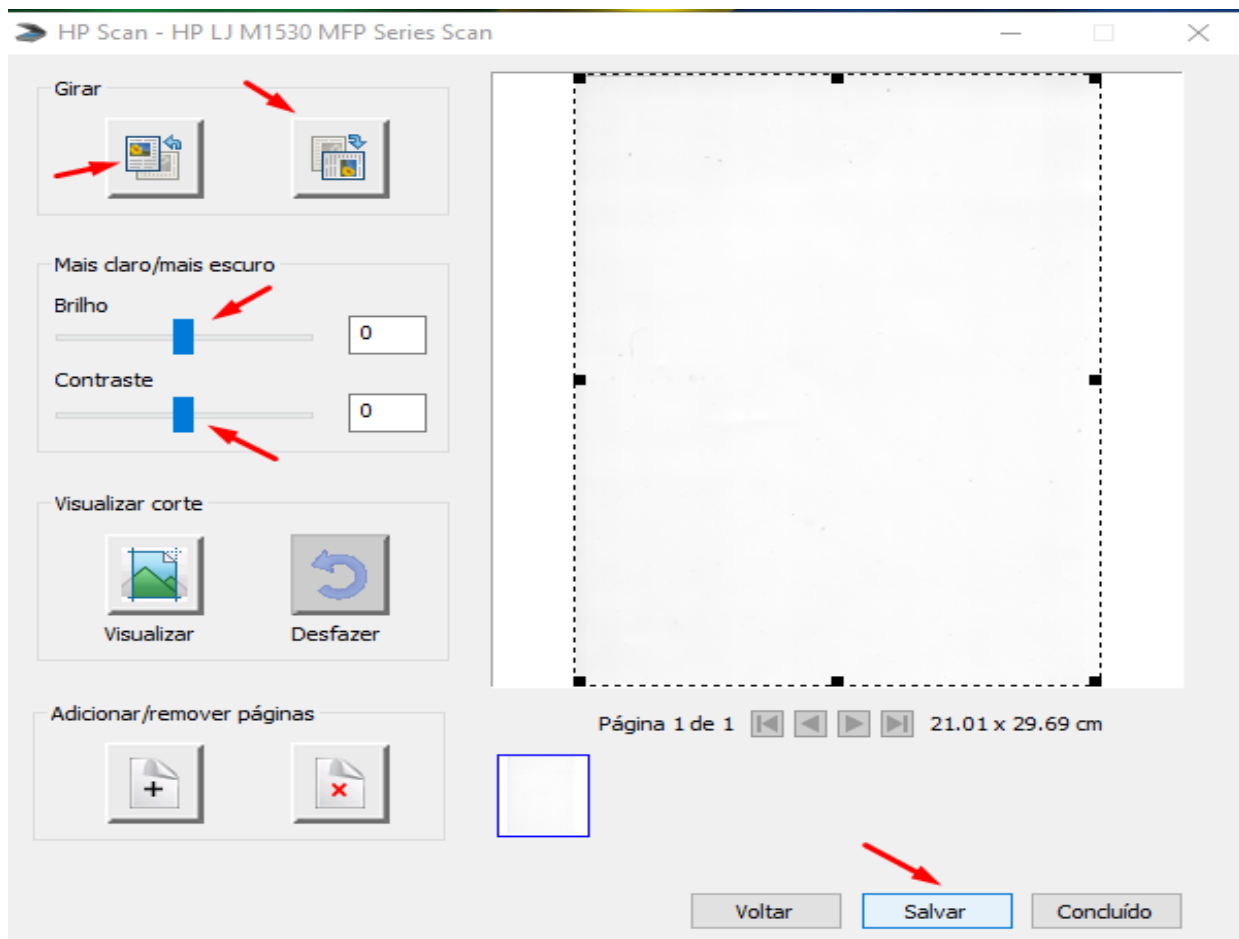 HP Scan - HP LJ M1530 MFP Series Scan
Girar
Mais claro/mais escuro
Brilho
0
Contraste
0
Visualizar corte
Visualizar Desfazer
Adicionar/remover páginas
Página 1 de 1 21.01 x 29.69 cm
Voltar Salvar Concluído